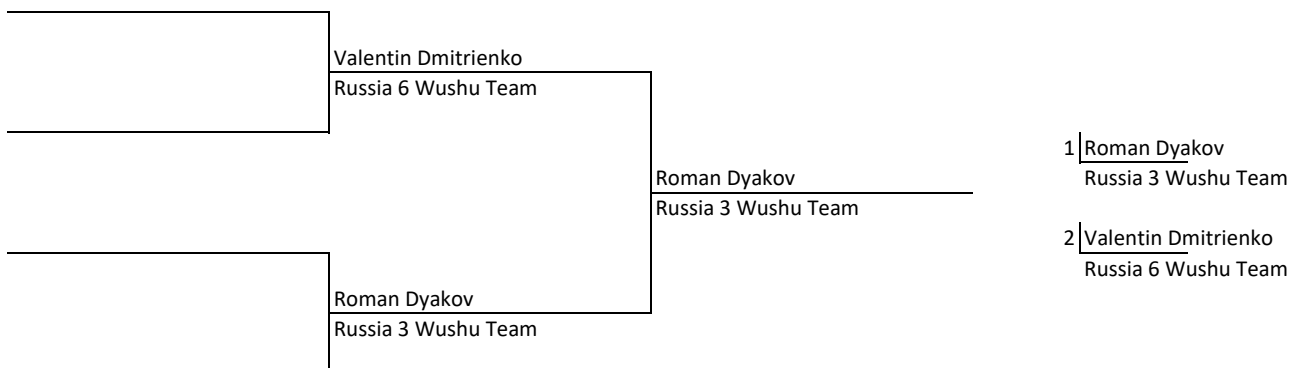 Valentin Dmitrienko
Russia 6 Wushu Team
1 Roman Dyakov
Roman Dyakov
Russia 3 Wushu Team
Russia 3 Wushu Team
2 Valentin Dmitrienko
Russia 6 Wushu Team
Roman Dyakov
Russia 3 Wushu Team